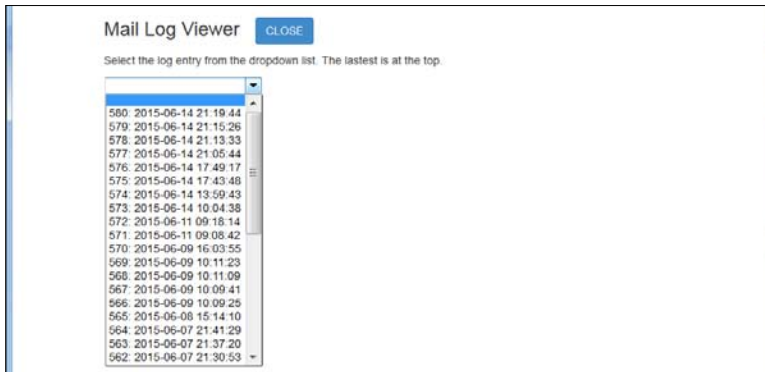 Mail Log Viewer CLOSE
Select the log entry from the dropdown list. The lastest is at the top.
580: 2015-06-14 21:19:44
579: 2015-06-14 21:15:26
578: 2015-06-14 21:13:33
577: 2015-06-14 21:05:44
576: 2015-06-14 17:49:17
575: 2015-06-14 17:43:48
574: 2015-06-14 13:59:43
573: 2015-06-14 10:04:38
572: 2015-06-11 09:18:14
571: 2015-06-11 09:08:42
570: 2015-06-09 16:03:55
569: 2015-06-09 10:11:23
568: 2015-06-09 10:11:09
567: 2015-06-09 10:09:41
566: 2015-06-09 10:09:25
565: 2015-06-08 15:14:10
564: 2015-06-07 21:41:29
563: 2015-06-07 21:37:20
562: 2015-06-07 21:30:53